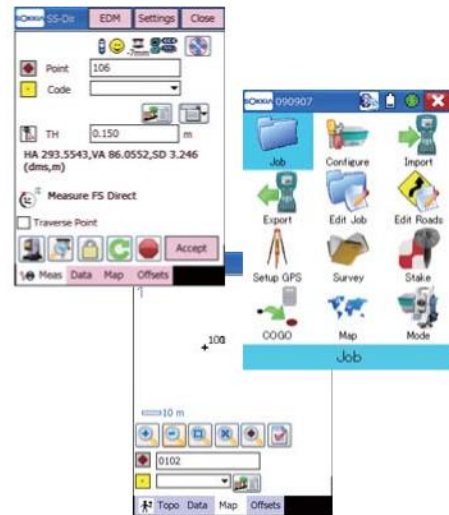 SOKKIA SS-Dir EDM Settings Close
-7mm
Point 106
Code
TH 0.150 m
HA 293.5543,VA 86.0552,SD 3.246
(dms,m)
Measure FS Direct
Traverse Point
Accept
Meas Data Map Offsets
SOKKIA 090907
Job Configure Import
Export Edit Job Edit Roads
Setup GPS Survey Stake
COGO Map Mode
Job
10 m
0102
Topo Data Map Offsets